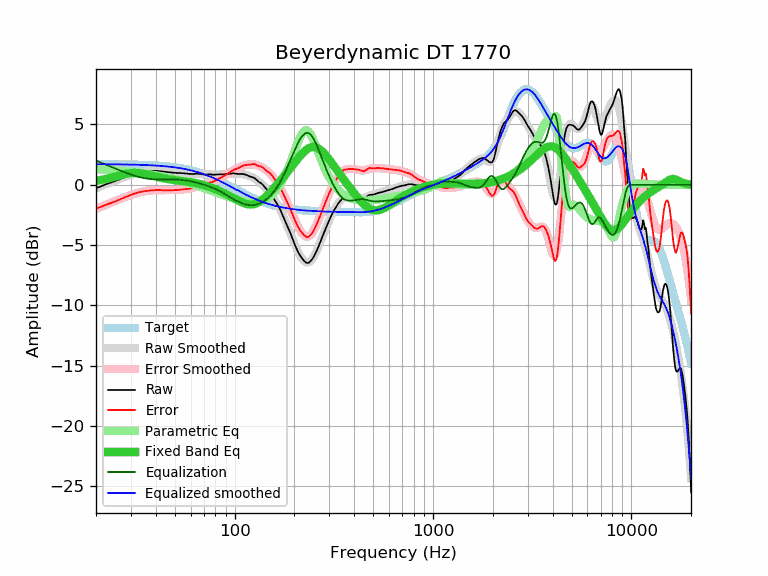 Beyerdynamic DT 1770
5
0
−5
−10
−15
−20
−25
Amplitude (dBr)
Target
Raw Smoothed
Error Smoothed
Raw
Error
Parametric Eq
Fixed Band Eq
Equalization
Equalized smoothed
100
1000
10000
Frequency (Hz)